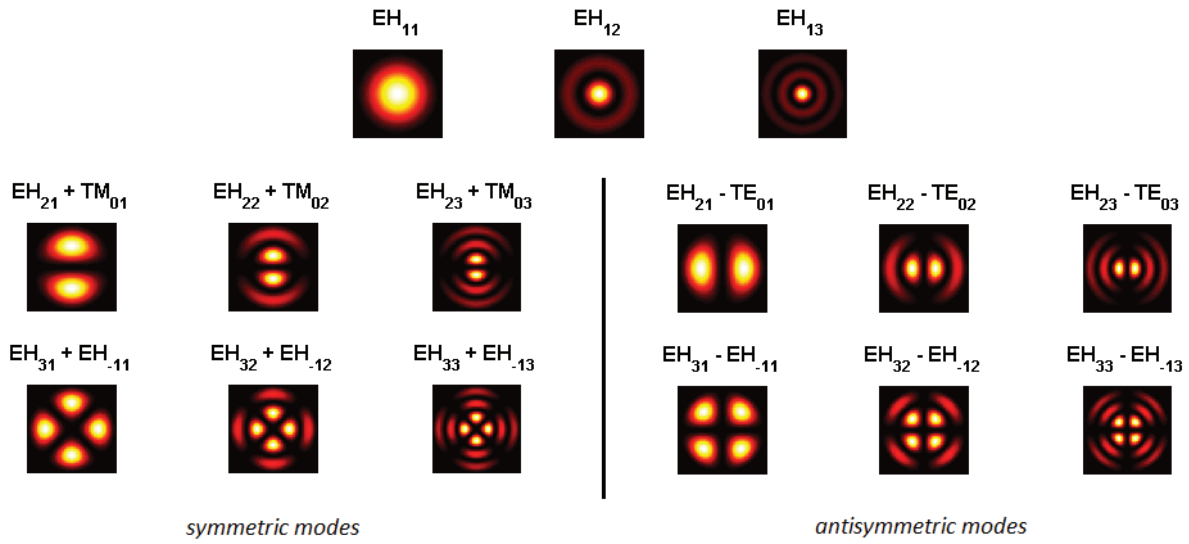 EH₁₁ EH₁₂ EH₁₃
EH₂₁ + TM₀₁ EH₂₂ + TM₀₂ EH₂₃ + TM₀₃ EH₂₁ - TE₀₁ EH₂₂ - TE₀₂ EH₂₃ - TE₀₃
EH₃₁ + EH₋₁₁ EH₃₂ + EH₋₁₂ EH₃₃ + EH₋₁₃ EH₃₁ - EH₋₁₁ EH₃₂ - EH₋₁₂ EH₃₃ - EH₋₁₃
symmetric modes antisymmetric modes